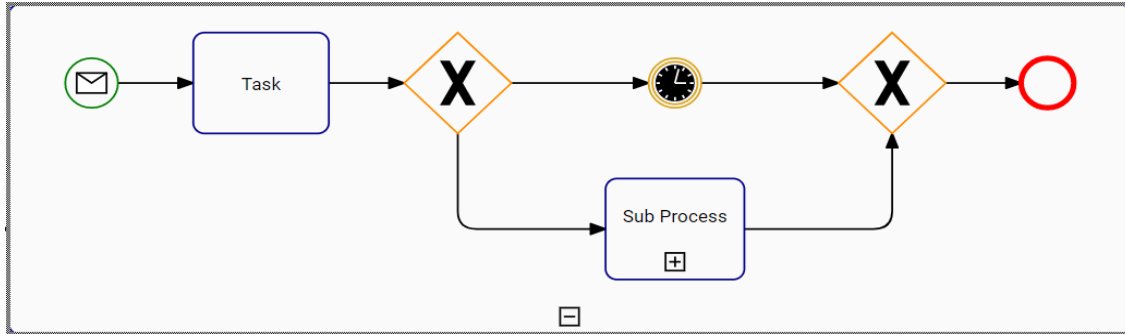 Task
X
X
Sub Process